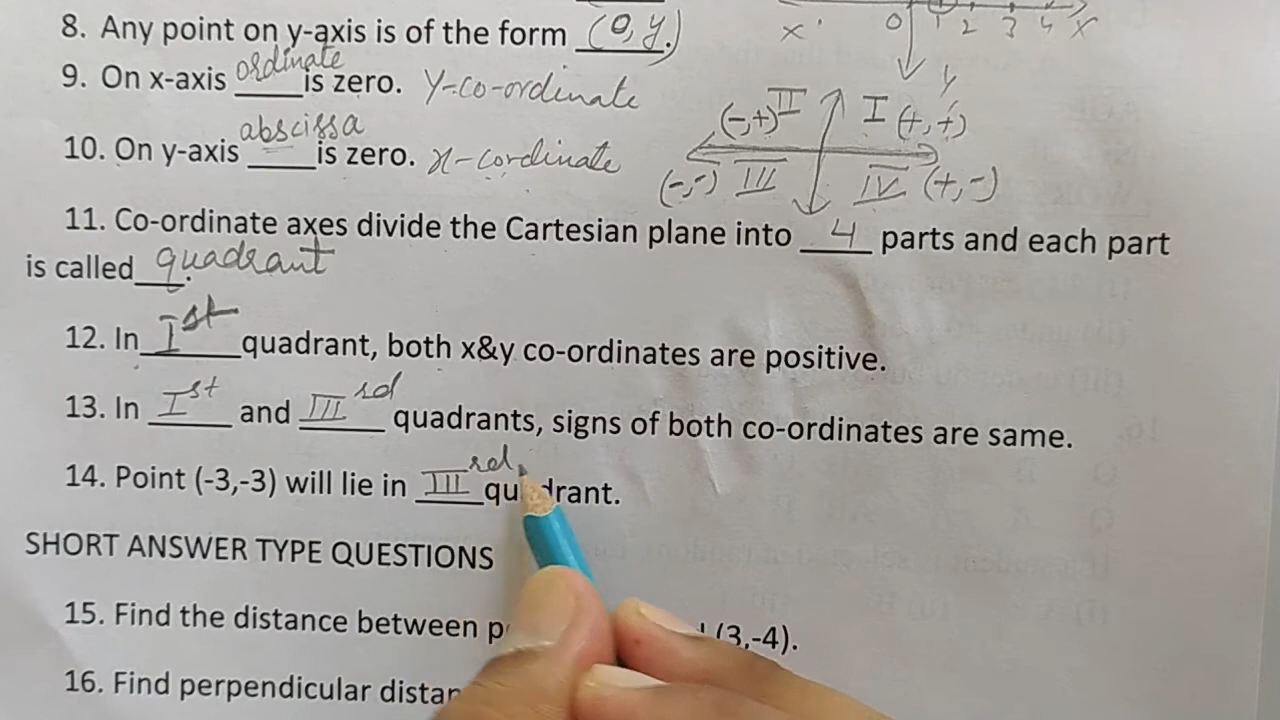 8. Any point on y-axis is of the form (0,y).
X' 0 1 2 3 4 X
Y'
ordinate
9. On x-axis ____is zero. Y-co-ordinate
(-,+) II I (+,+)
abscissa
10. On y-axis ____is zero. x-cordinate
(-,-) III IV (+,-)
11. Co-ordinate axes divide the Cartesian plane into 4 parts and each part
is called quadrant.
12. In Ist quadrant, both x&y co-ordinates are positive.
13. In Ist and IIIrd quadrants, signs of both co-ordinates are same.
14. Point (-3,-3) will lie in IIIrd quadrant.
SHORT ANSWER TYPE QUESTIONS
15. Find the distance between (3,-4).
16. Find perpendicular